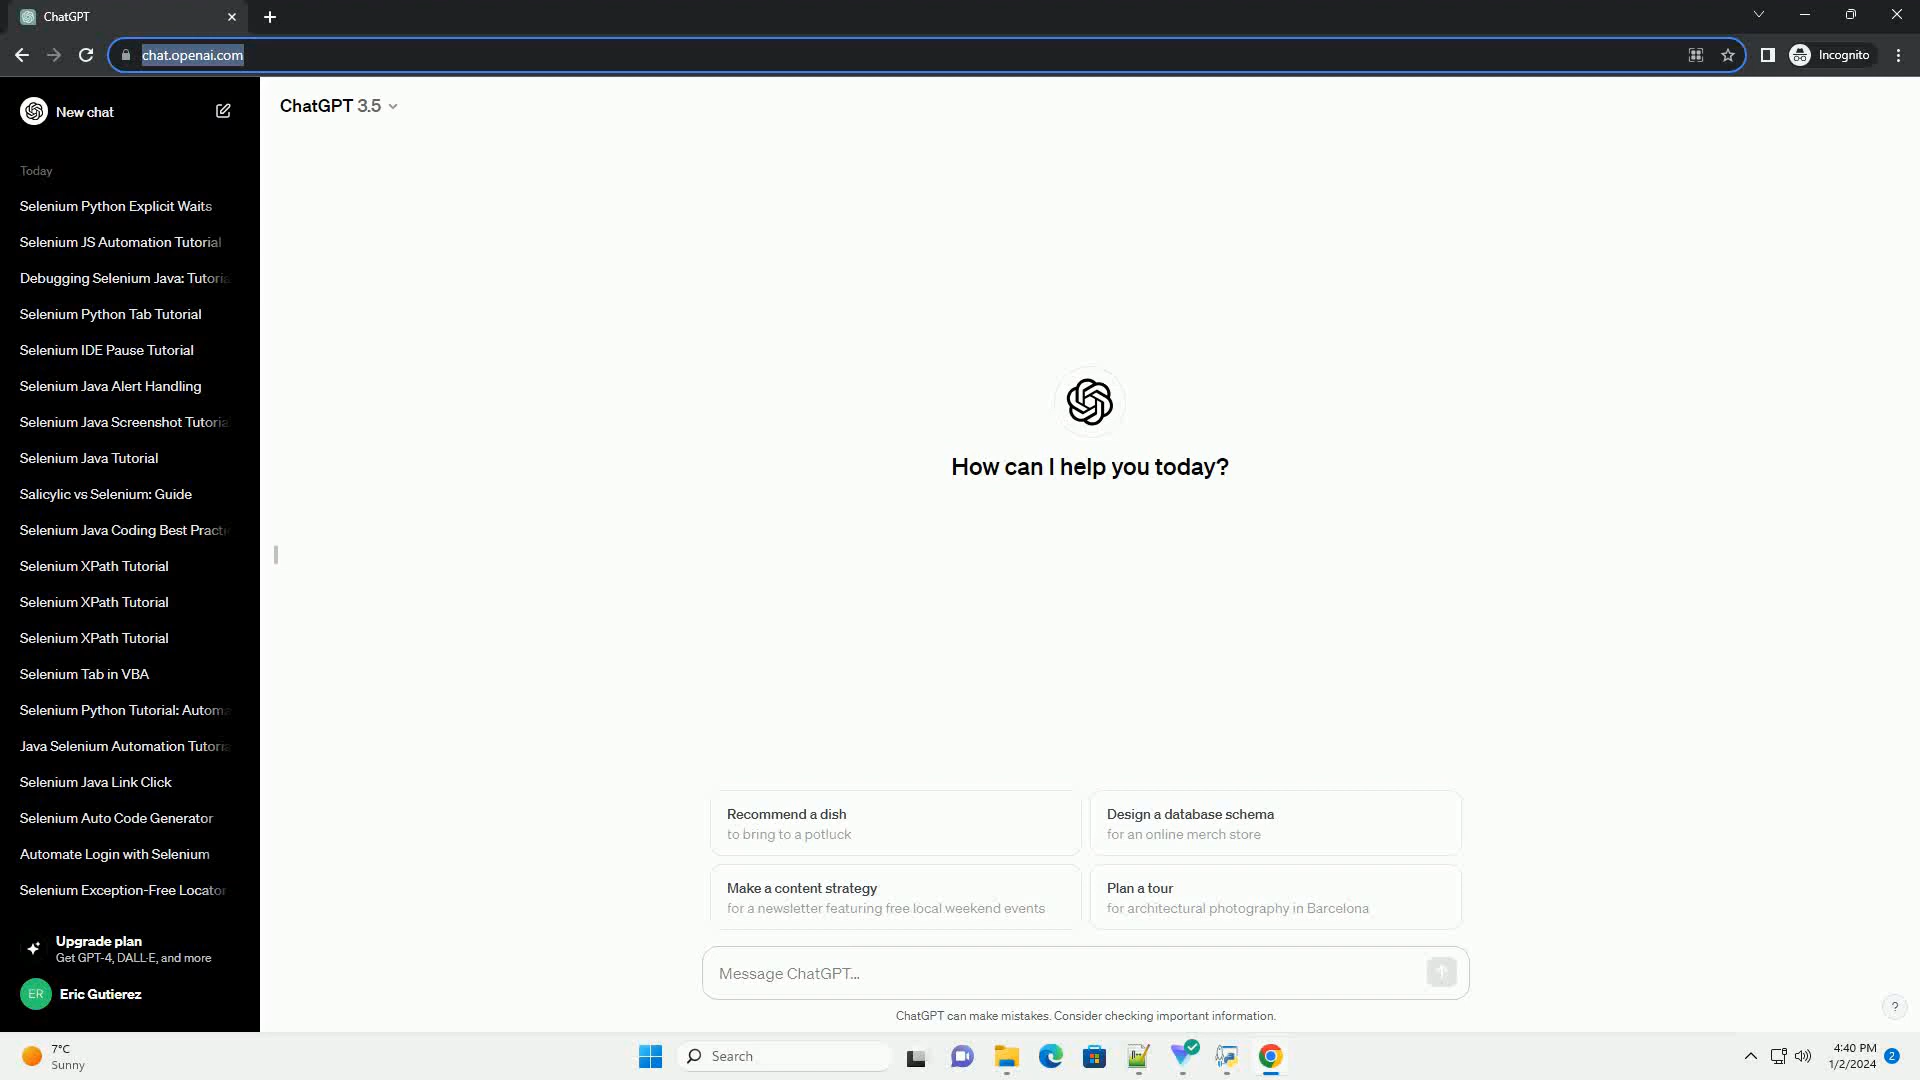 ChatGPT
chat.openai.com
Incognito
New chat
ChatGPT 3.5
Today
Selenium Python Explicit Waits
Selenium JS Automation Tutorial
Debugging Selenium Java: Tutoria
Selenium Python Tab Tutorial
Selenium IDE Pause Tutorial
Selenium Java Alert Handling
Selenium Java Screenshot Tutoria
Selenium Java Tutorial
Salicylic vs Selenium: Guide
Selenium Java Coding Best Practi
Selenium XPath Tutorial
Selenium XPath Tutorial
Selenium XPath Tutorial
Selenium Tab in VBA
Selenium Python Tutorial: Automa
Java Selenium Automation Tutoria
Selenium Java Link Click
Selenium Auto Code Generator
Automate Login with Selenium
Selenium Exception-Free Locator
Upgrade plan
Get GPT-4, DALL·E, and more
ER
Eric Gutierez
How can I help you today?
Recommend a dish
to bring to a potluck
Design a database schema
for an online merch store
Make a content strategy
for a newsletter featuring free local weekend events
Plan a tour
for architectural photography in Barcelona
Message ChatGPT...
ChatGPT can make mistakes. Consider checking important information.
?
7°C
Sunny
Search
4:40 PM
1/2/2024
2